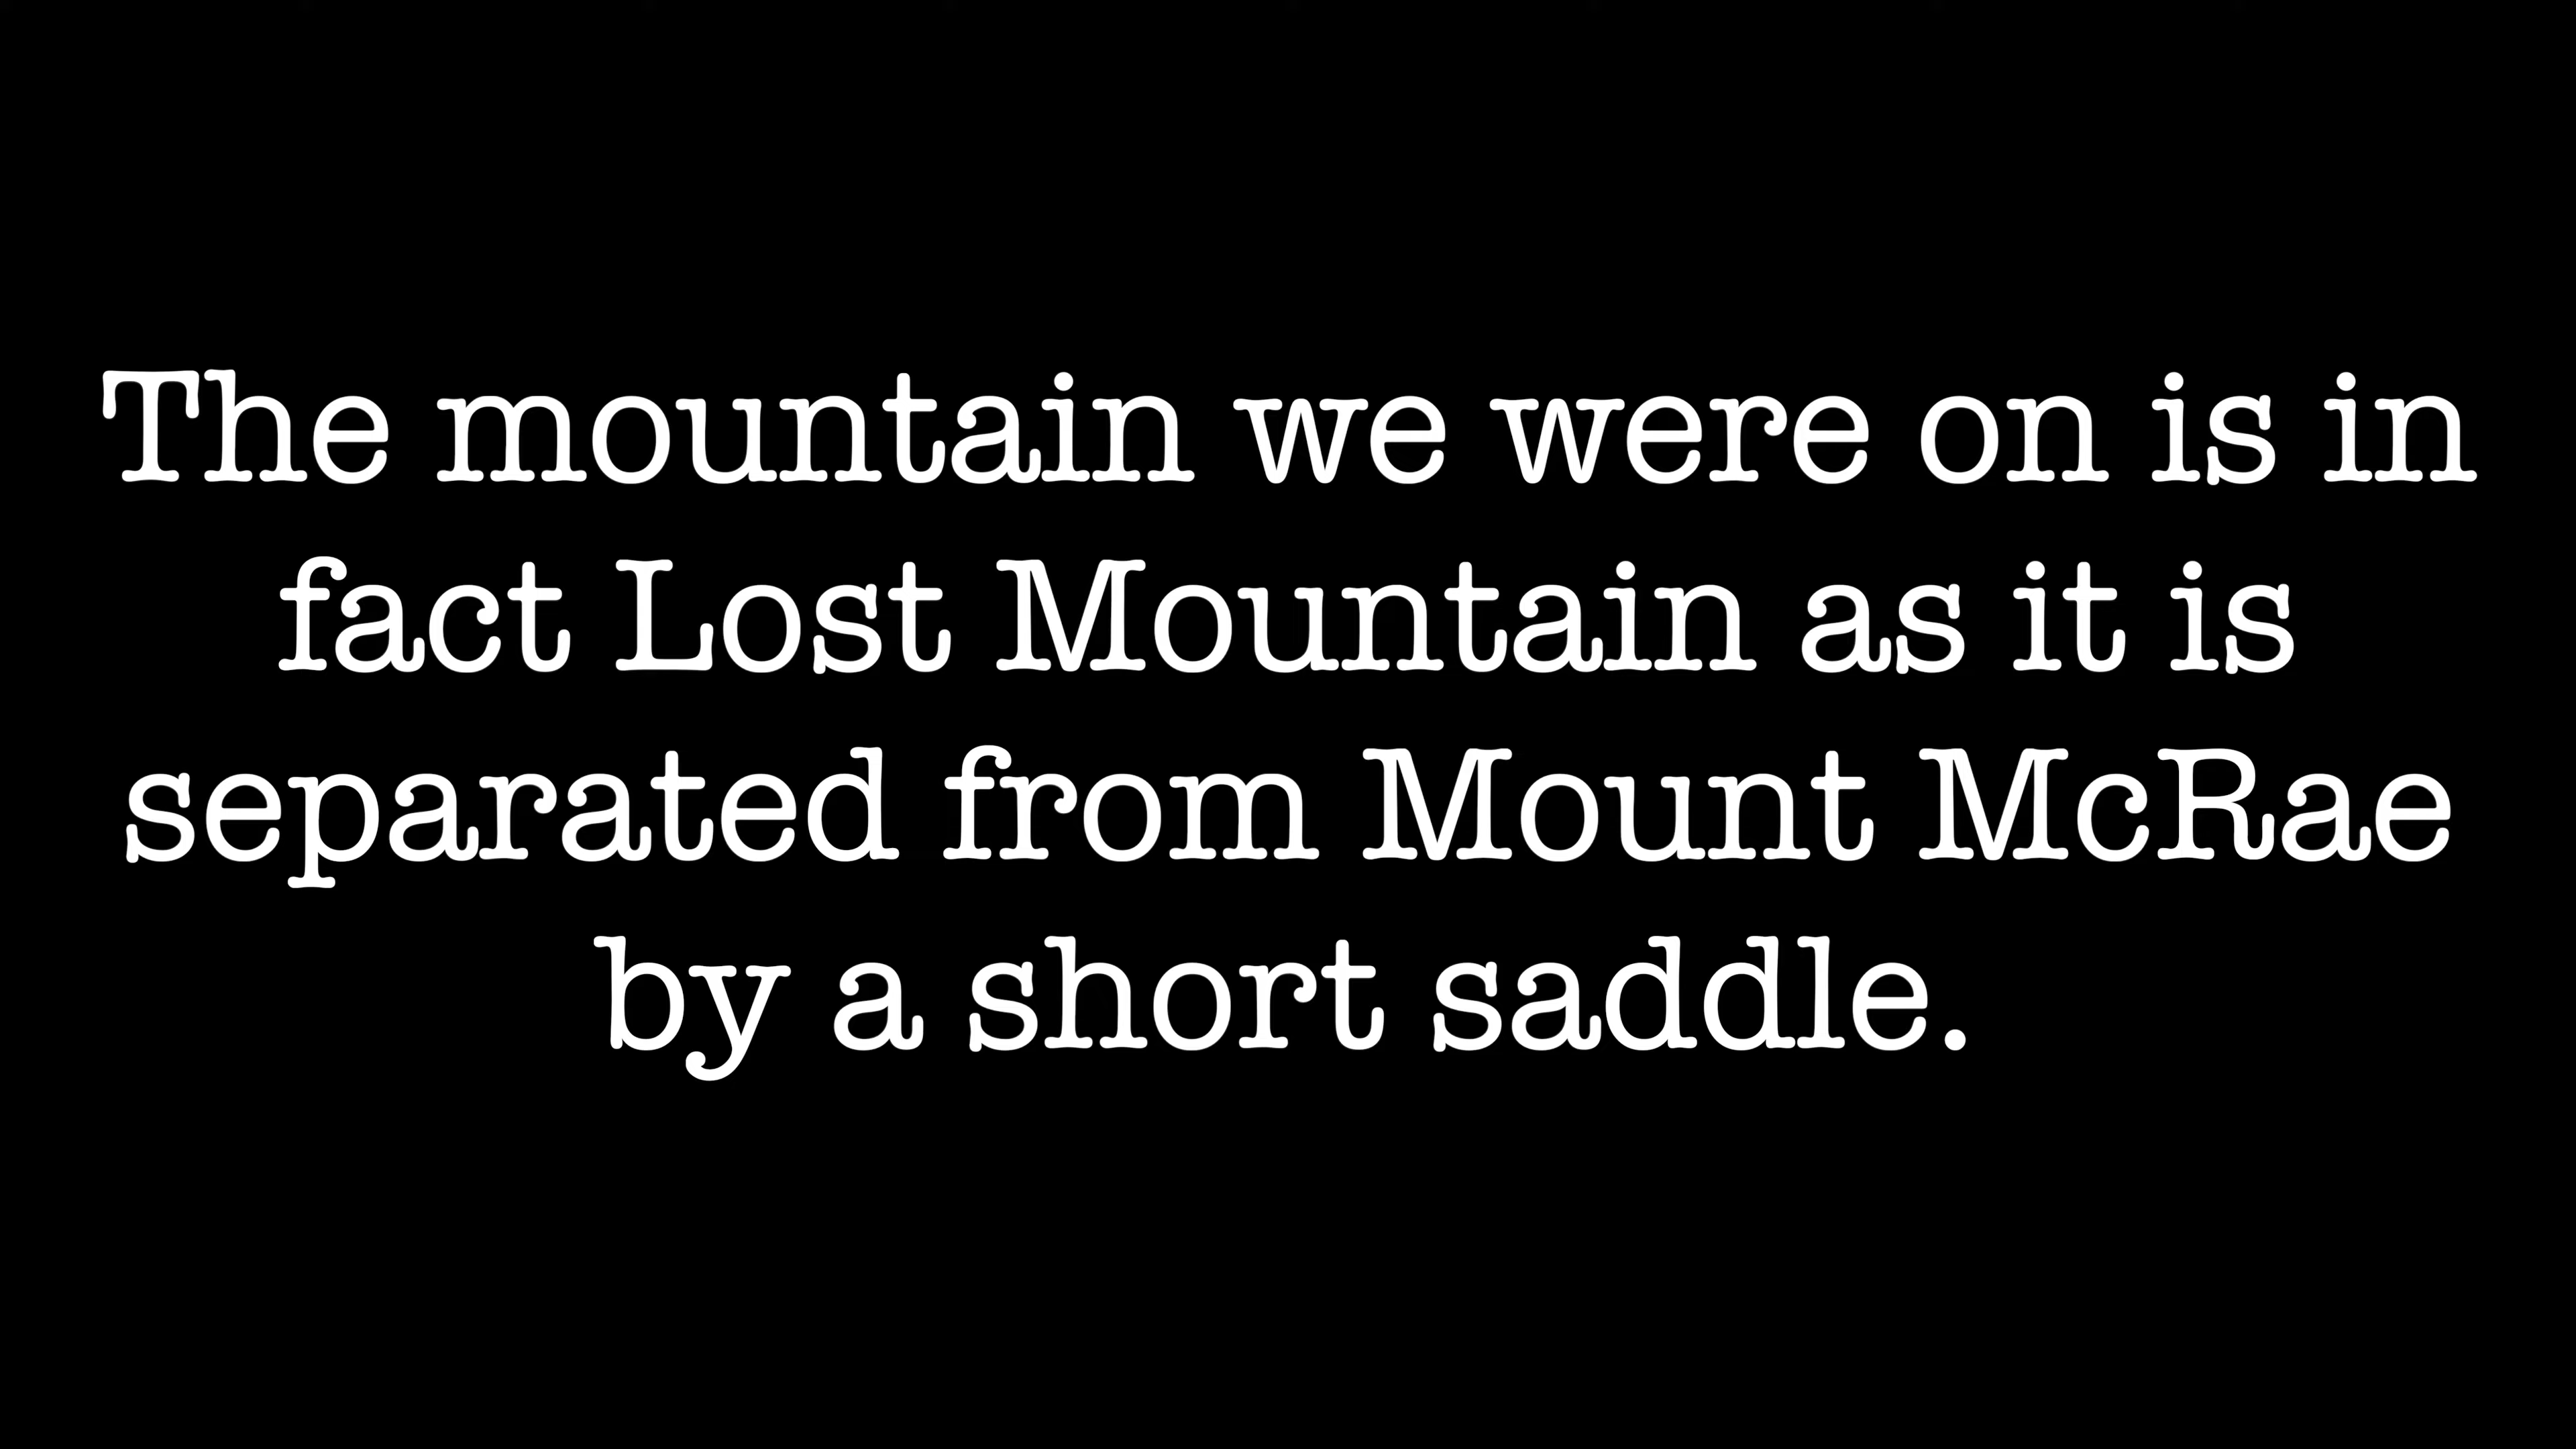 The mountain we were on is in
fact Lost Mountain as it is
separated from Mount McRae
by a short saddle.